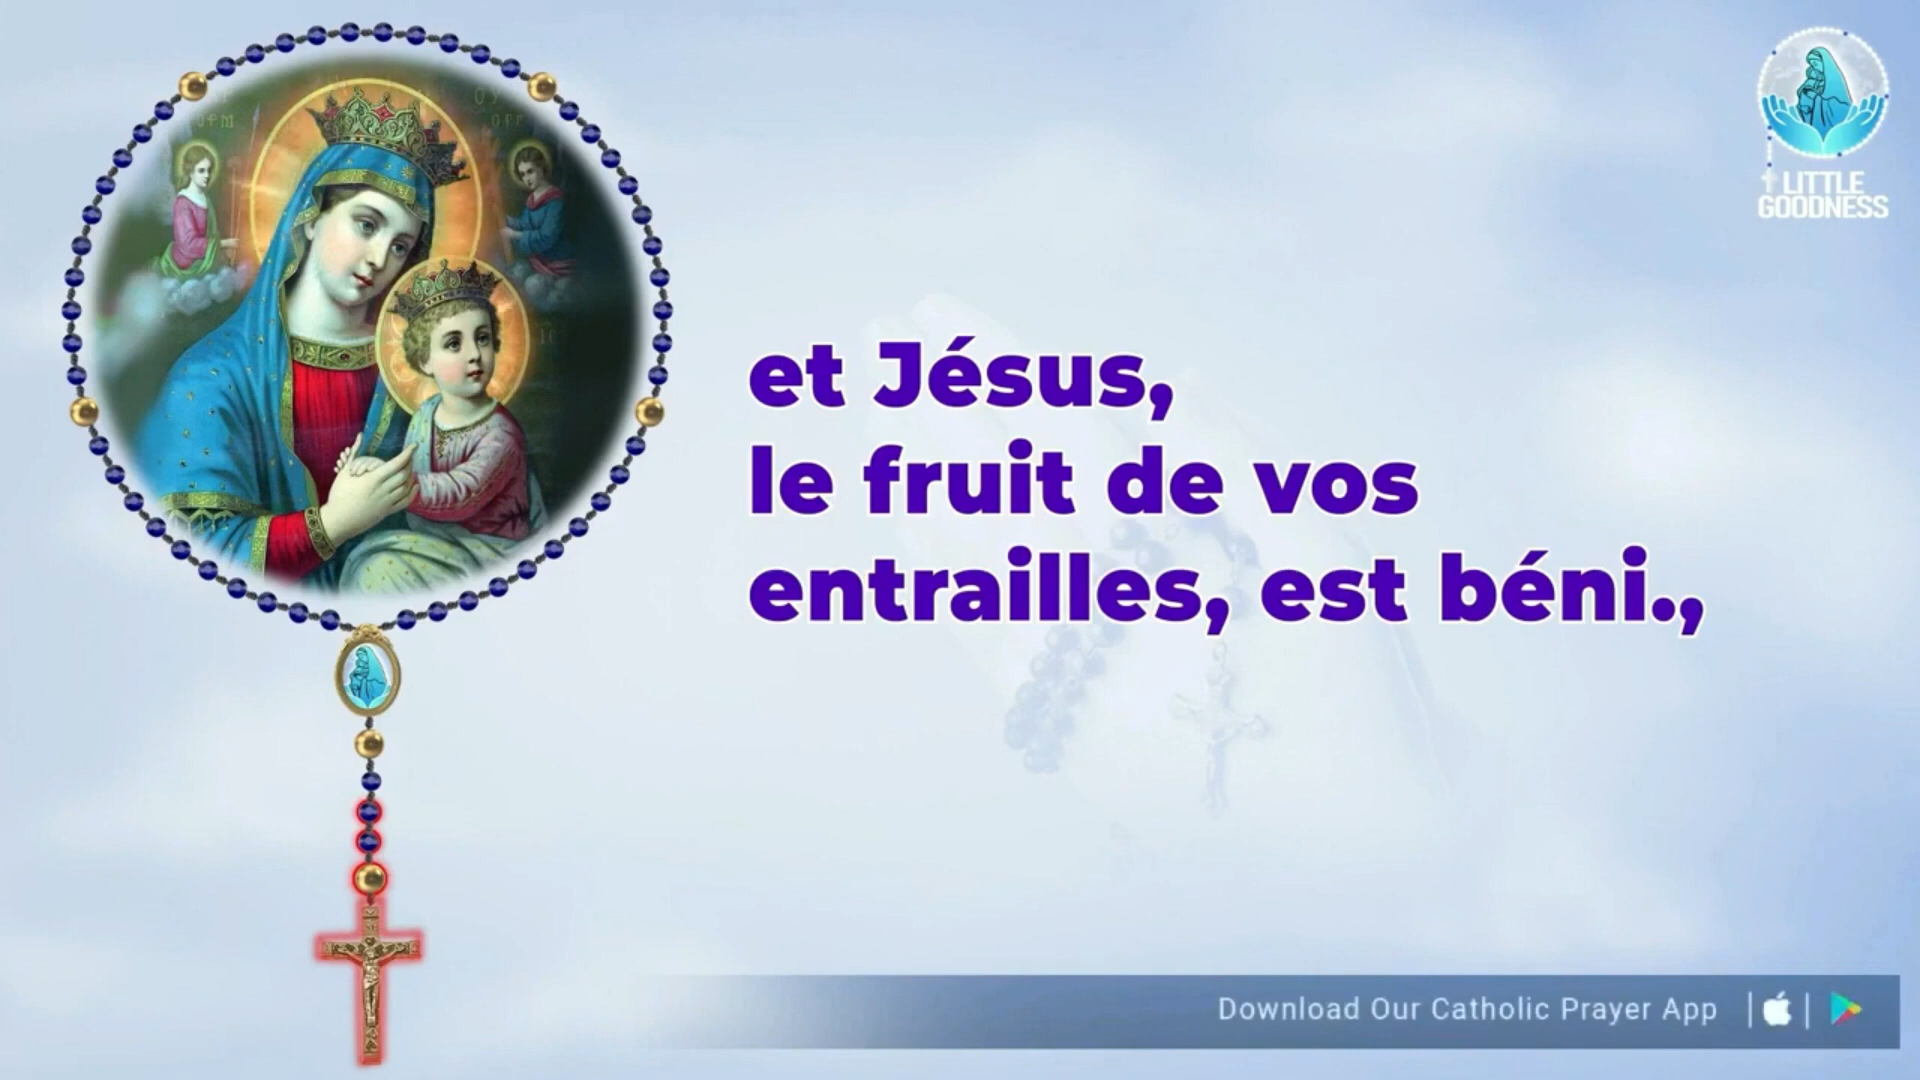 LITTLE
GOODNESS
et Jésus,
le fruit de vos
entrailles, est béni.,
Download Our Catholic Prayer App